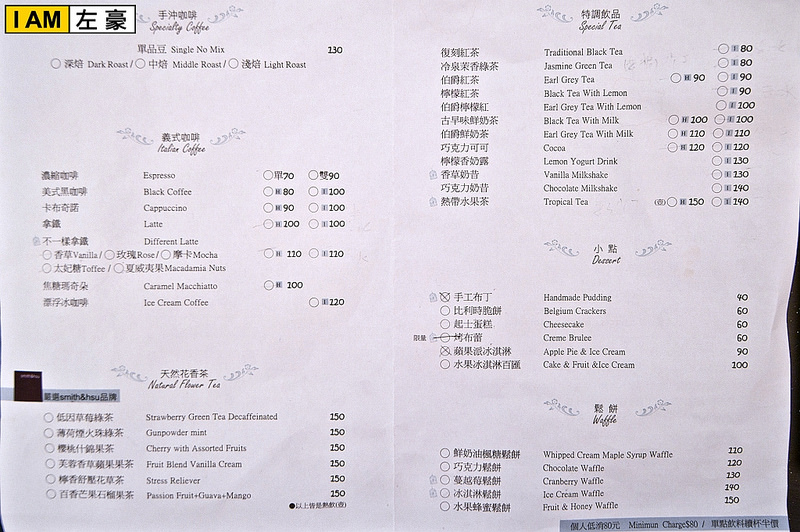 I AM 左豪
手沖咖啡
Specialty Coffee
單品豆 Single No Mix 130
深焙 Dark Roast / 中焙 Middle Roast / 淺焙 Light Roast
義式咖啡
Italian Coffee
濃縮咖啡 Espresso 單70 雙90
美式黑咖啡 Black Coffee H 80 I 100
卡布奇諾 Cappuccino H 90 I 100
拿鐵 Latte H 100 I 100
不一樣拿鐵 Different Latte
香草Vanilla / 玫瑰Rose / 摩卡Mocha H 110 I 110
太妃糖Toffee / 夏威夷果Macadamia Nuts
焦糖瑪奇朵 Caramel Macchiatto H 100
漂浮冰咖啡 Ice Cream Coffee I 220
天然花香茶
Natural Flower Tea
嚴選smith&hsu品牌
低因草莓綠茶 Strawberry Green Tea Decaffeinated 150
薄荷煙火珠綠茶 Gunpowder mint 150
櫻桃什錦果茶 Cherry with Assorted Fruits 150
芙蓉香草蘋果果茶 Fruit Blend Vanilla Cream 150
檸香舒壓花草茶 Stress Reliever 150
百香芒果石榴果茶 Passion Fruit+Guava+Mango 150
●以上皆是熱飲(壺)
特調飲品
Special Tea
復刻紅茶 Traditional Black Tea I 80
冷泉茉香綠茶 Jasmine Green Tea I 80
伯爵紅茶 Earl Grey Tea H 90 I 90
檸檬紅茶 Black Tea With Lemon I 90
伯爵檸檬紅 Earl Grey Tea With Lemon I 100
古早味鮮奶茶 Black Tea With Milk H 100 I 100
伯爵鮮奶茶 Earl Grey Tea With Milk H 110 I 110
巧克力可可 Cocoa H 120 I 120
檸檬香奶露 Lemon Yogurt Drink I 130
香草奶昔 Vanilla Milkshake I 130
巧克力奶昔 Chocolate Milkshake I 140
熱帶水果茶 Tropical Tea (壺) H 150 I 140
小點
Dessert
手工布丁 Handmade Pudding 40
比利時脆餅 Belgium Crackers 60
起士蛋糕 Cheesecake 60
限量 烤布蕾 Creme Brulee 60
蘋果派冰淇淋 Apple Pie & Ice Cream 90
水果冰淇淋百匯 Cake & Fruit &Ice Cream 100
鬆餅
Waffle
鮮奶油楓糖鬆餅 Whipped Cream Maple Syrup Waffle 110
巧克力鬆餅 Chocolate Waffle 120
蔓越莓鬆餅 Cranberry Waffle 130
冰淇淋鬆餅 Ice Cream Waffle 140
水果蜂蜜鬆餅 Fruit & Honey Waffle 150
個人低消80元 Minimun Charge$80 / 單點飲料續杯半價